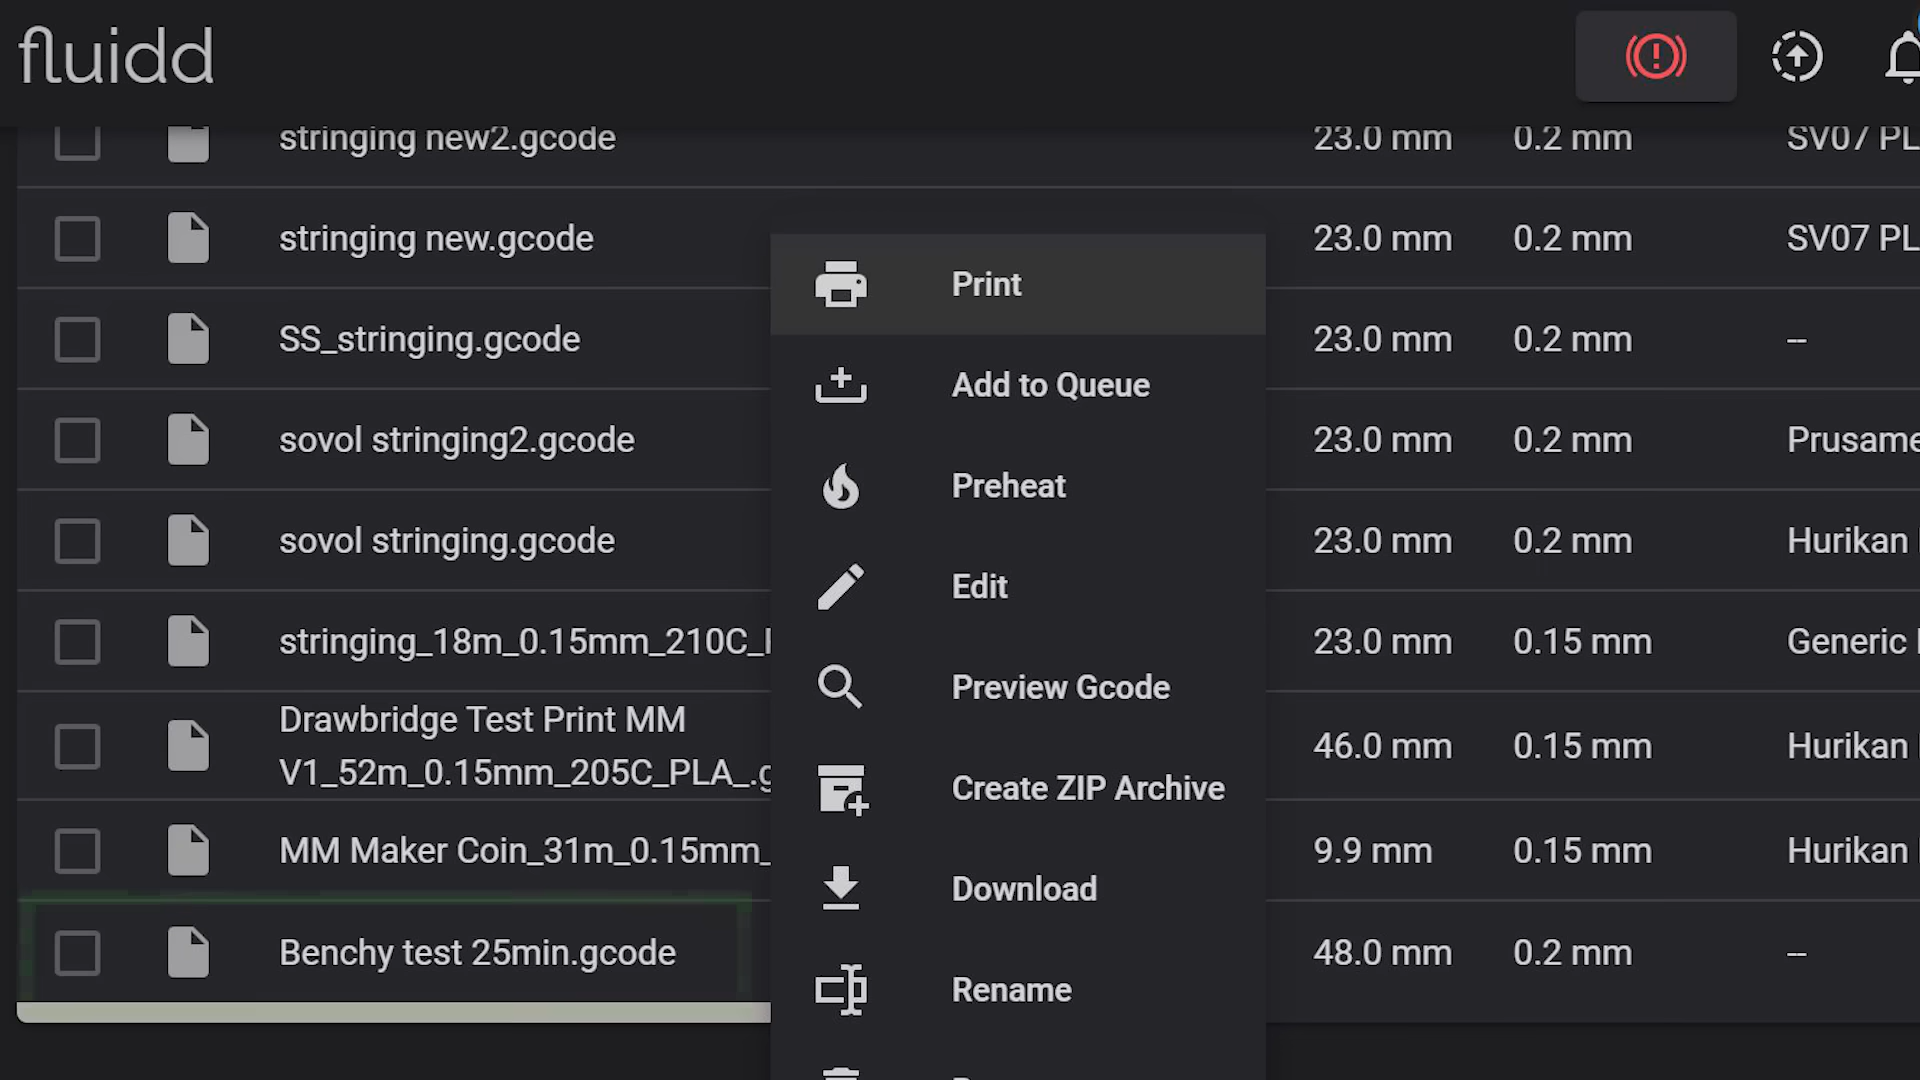 fluidd
stringing new2.gcode 23.0 mm 0.2 mm SV07 PL
stringing new.gcode 23.0 mm 0.2 mm SV07 PL
Print
SS_stringing.gcode 23.0 mm 0.2 mm --
Add to Queue
sovol stringing2.gcode 23.0 mm 0.2 mm Prusame
Preheat
sovol stringing.gcode 23.0 mm 0.2 mm Hurikan
Edit
stringing_18m_0.15mm_210C_ 23.0 mm 0.15 mm Generic
Preview Gcode
Drawbridge Test Print MM
V1_52m_0.15mm_205C_PLA_.g 46.0 mm 0.15 mm Hurikan
Create ZIP Archive
MM Maker Coin_31m_0.15mm_ 9.9 mm 0.15 mm Hurikan
Download
Benchy test 25min.gcode 48.0 mm 0.2 mm --
Rename